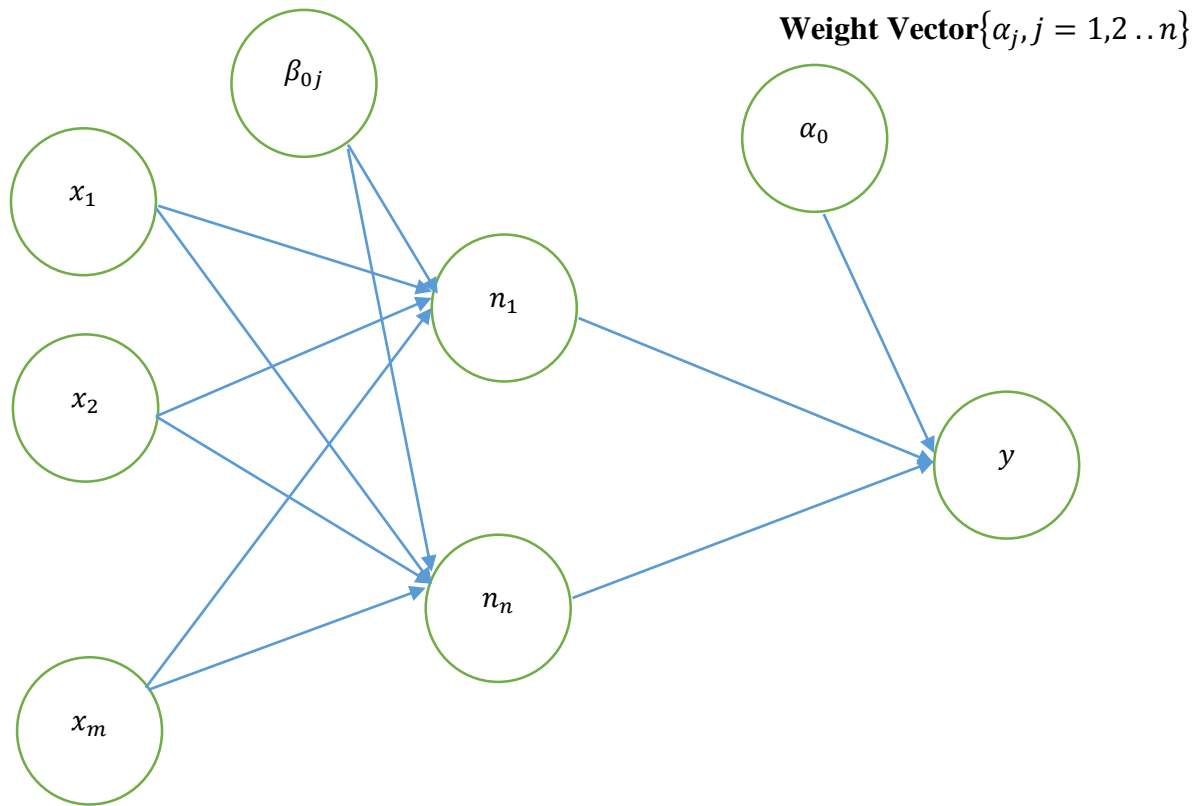 Weight Vector{αⱼ, j = 1,2 . . n}
β₀ⱼ
α₀
x₁
n₁
x₂
y
nₙ
xₘ